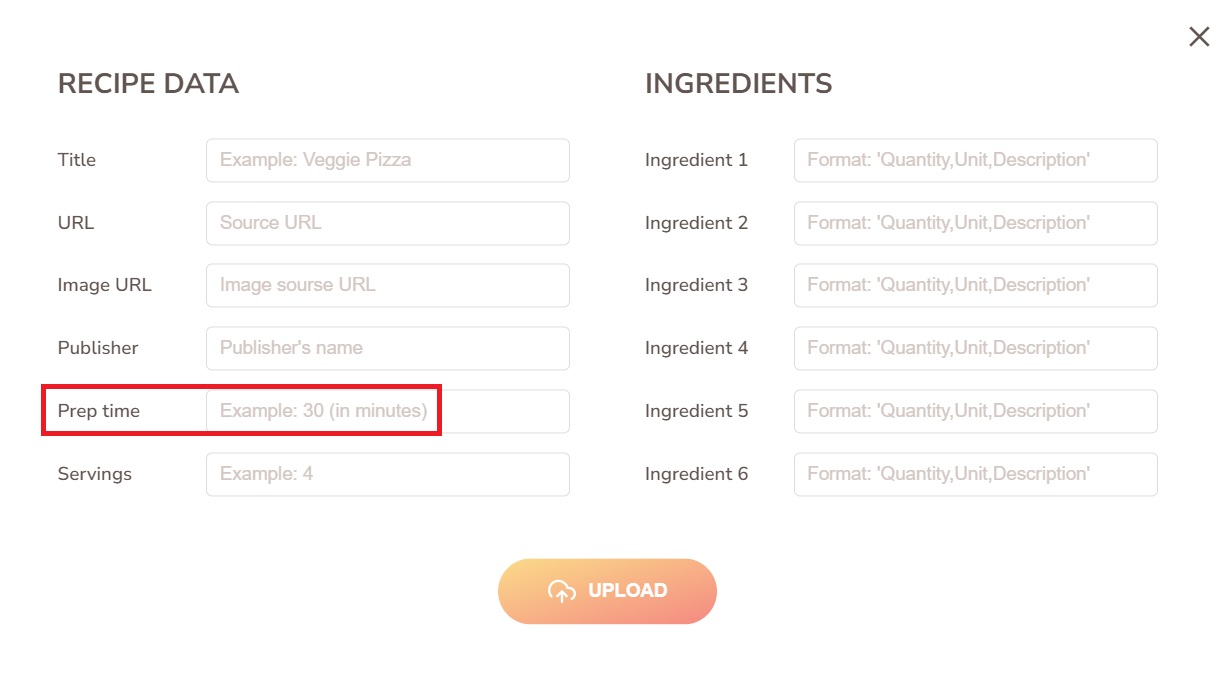 RECIPE DATA
Title
Example: Veggie Pizza
URL
Source URL
Image URL
Image sourse URL
Publisher
Publisher's name
Prep time
Example: 30 (in minutes)
Servings
Example: 4
INGREDIENTS
Ingredient 1
Format: 'Quantity,Unit,Description'
Ingredient 2
Format: 'Quantity,Unit,Description'
Ingredient 3
Format: 'Quantity,Unit,Description'
Ingredient 4
Format: 'Quantity,Unit,Description'
Ingredient 5
Format: 'Quantity,Unit,Description'
Ingredient 6
Format: 'Quantity,Unit,Description'
UPLOAD